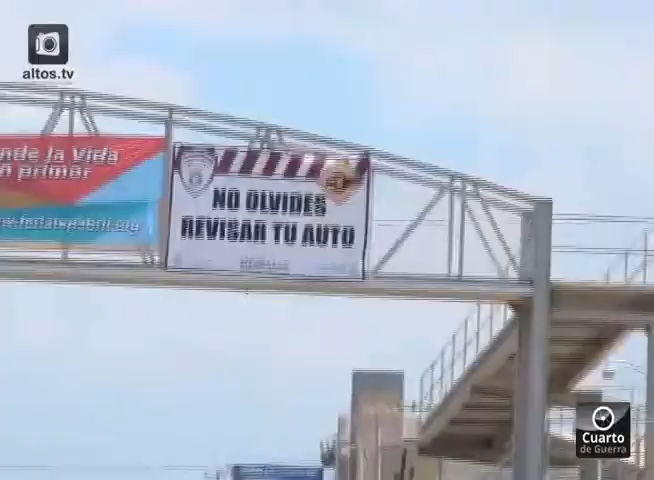 altos.tv
nde la Vida
n primer
NO OLVIDES
REVISAR TU AUTO
Cuarto
de Guerra